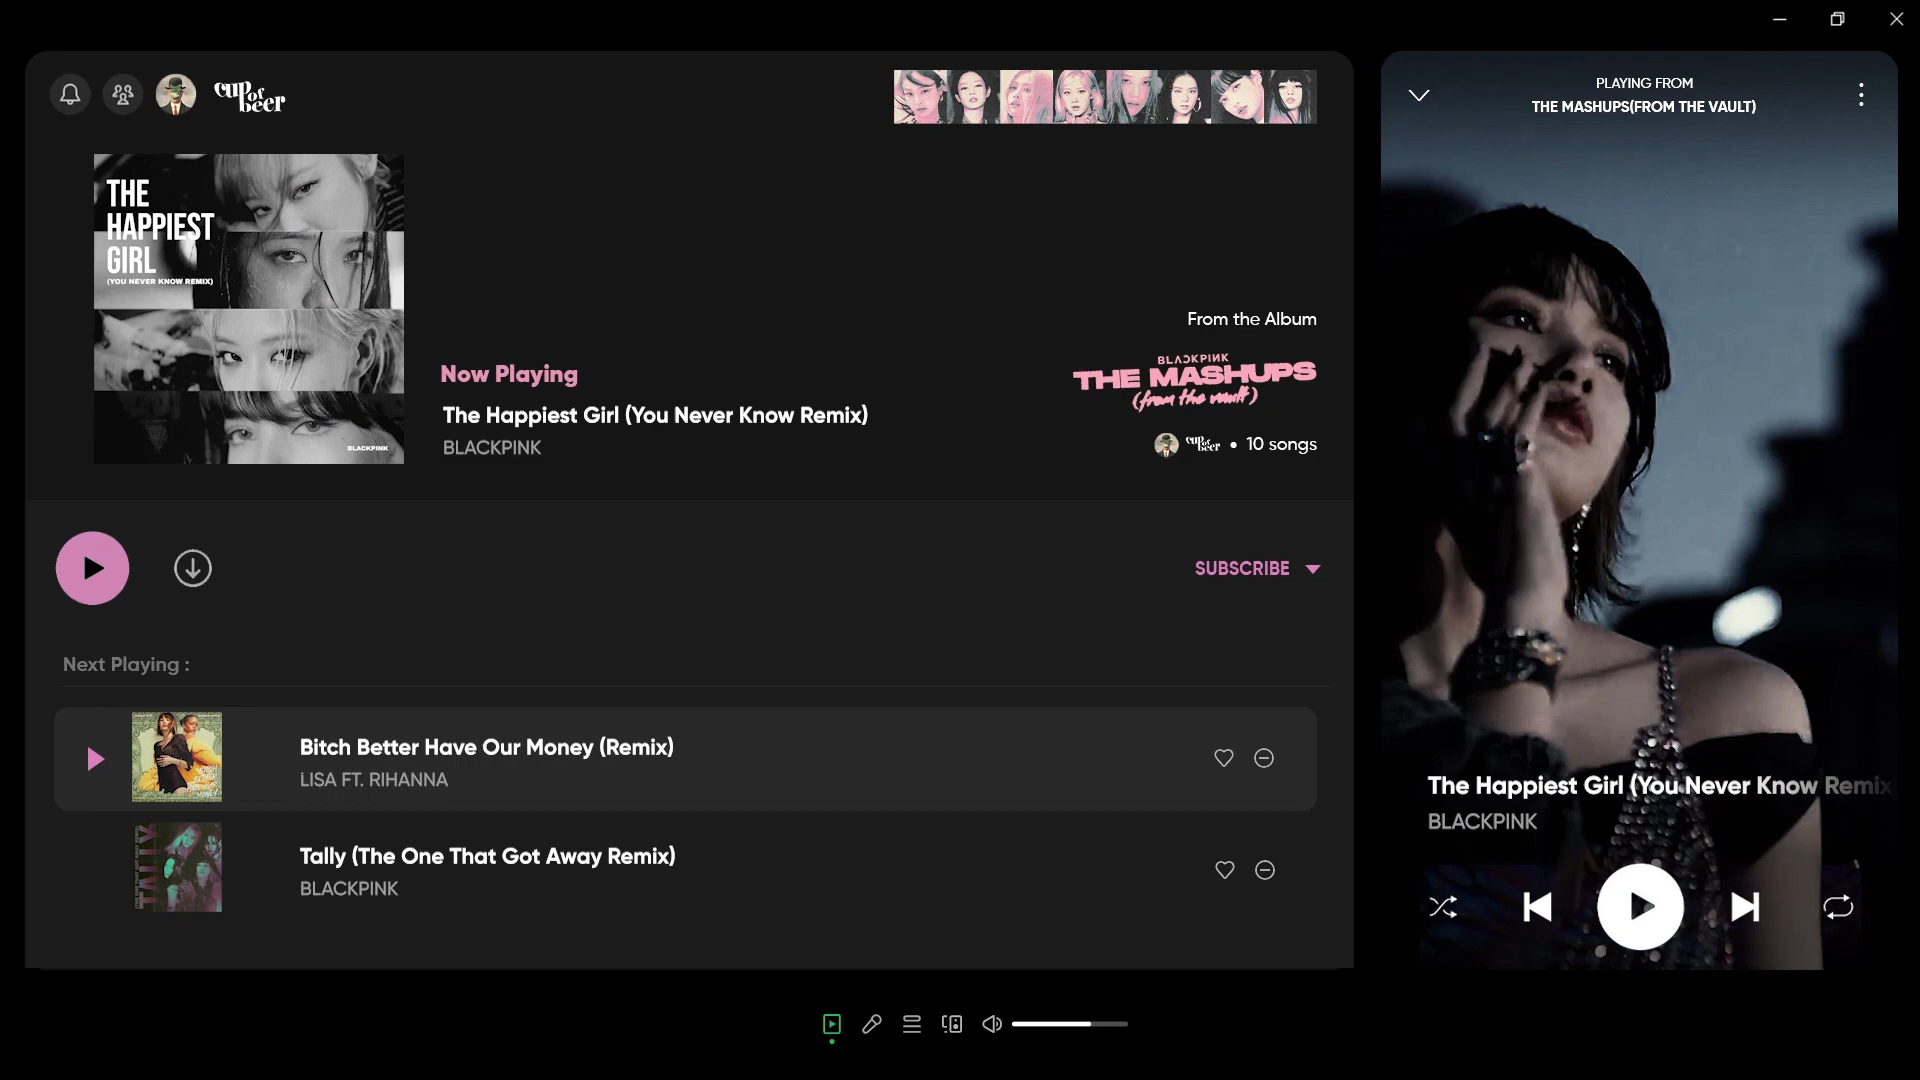 cup
of
beer
THE
HAPPIEST
GIRL
(YOU NEVER KNOW REMIX)
BLACKPINK
Now Playing
The Happiest Girl (You Never Know Remix)
BLACKPINK
From the Album
BLACKPINK
THE MASHUPS
(from the vault)
cup of beer • 10 songs
SUBSCRIBE
Next Playing :
Bitch Better Have Our Money (Remix)
LISA FT. RIHANNA
TALLY
Tally (The One That Got Away Remix)
BLACKPINK
PLAYING FROM
THE MASHUPS(FROM THE VAULT)
The Happiest Girl (You Never Know Remix
BLACKPINK